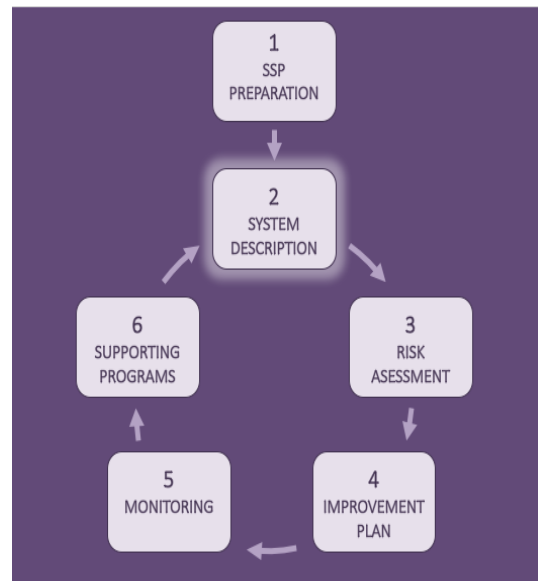 1
SSP
PREPARATION
2
SYSTEM
DESCRIPTION
3
RISK
ASESSMENT
4
IMPROVEMENT
PLAN
5
MONITORING
6
SUPPORTING
PROGRAMS